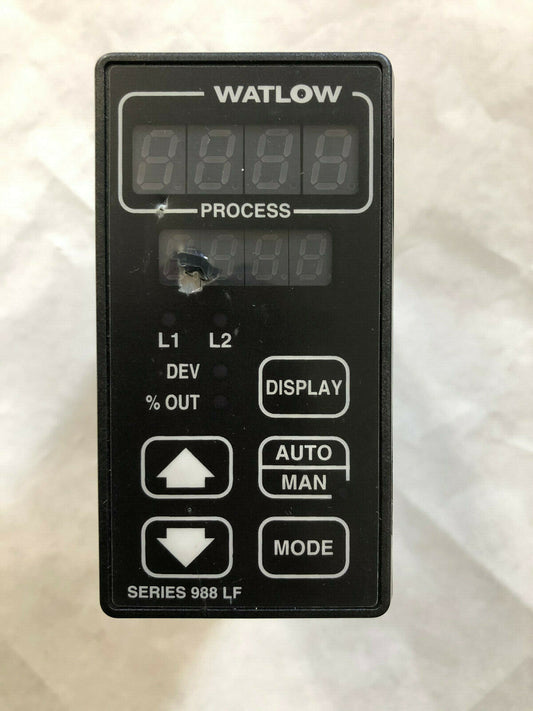 WATLOW
PROCESS
L1 L2
DEV
% OUT
DISPLAY
AUTO
MAN
MODE
SERIES 988 LF